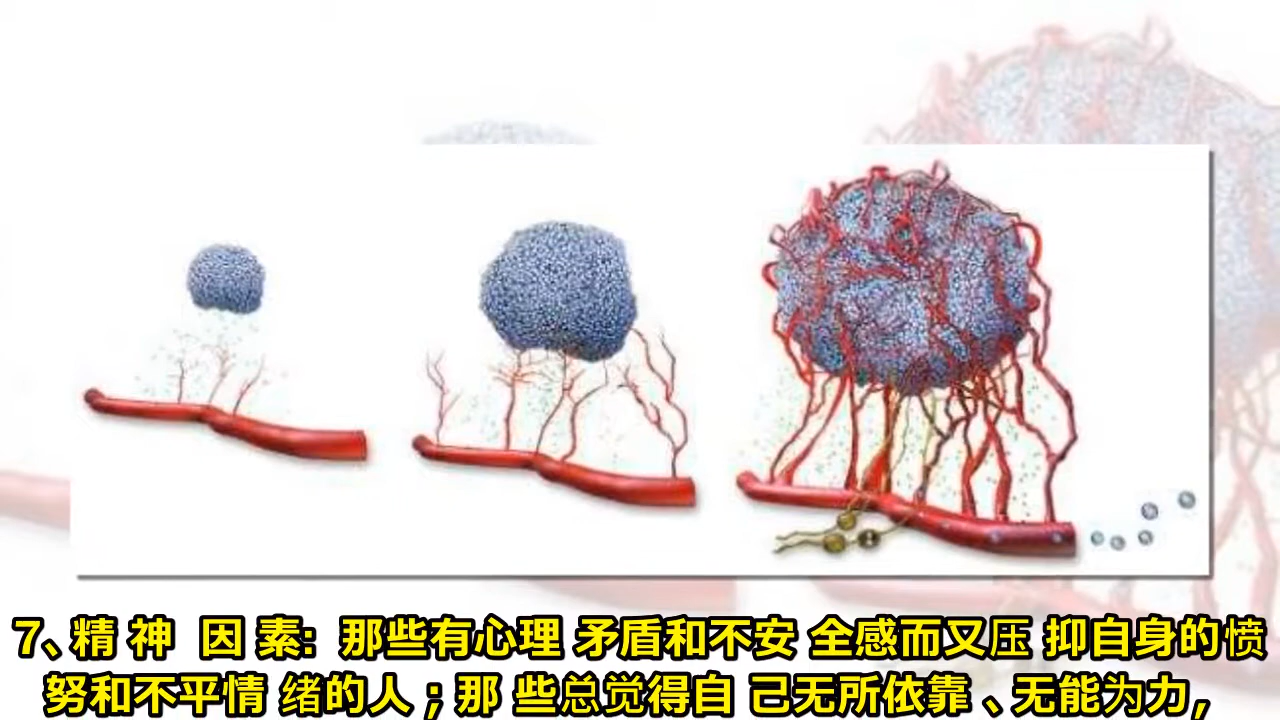 7、精神因素：那些有心理矛盾和不安全感而又压抑自身的愤
努和不平情绪的人；那些总觉得自己无所依靠、无能为力，